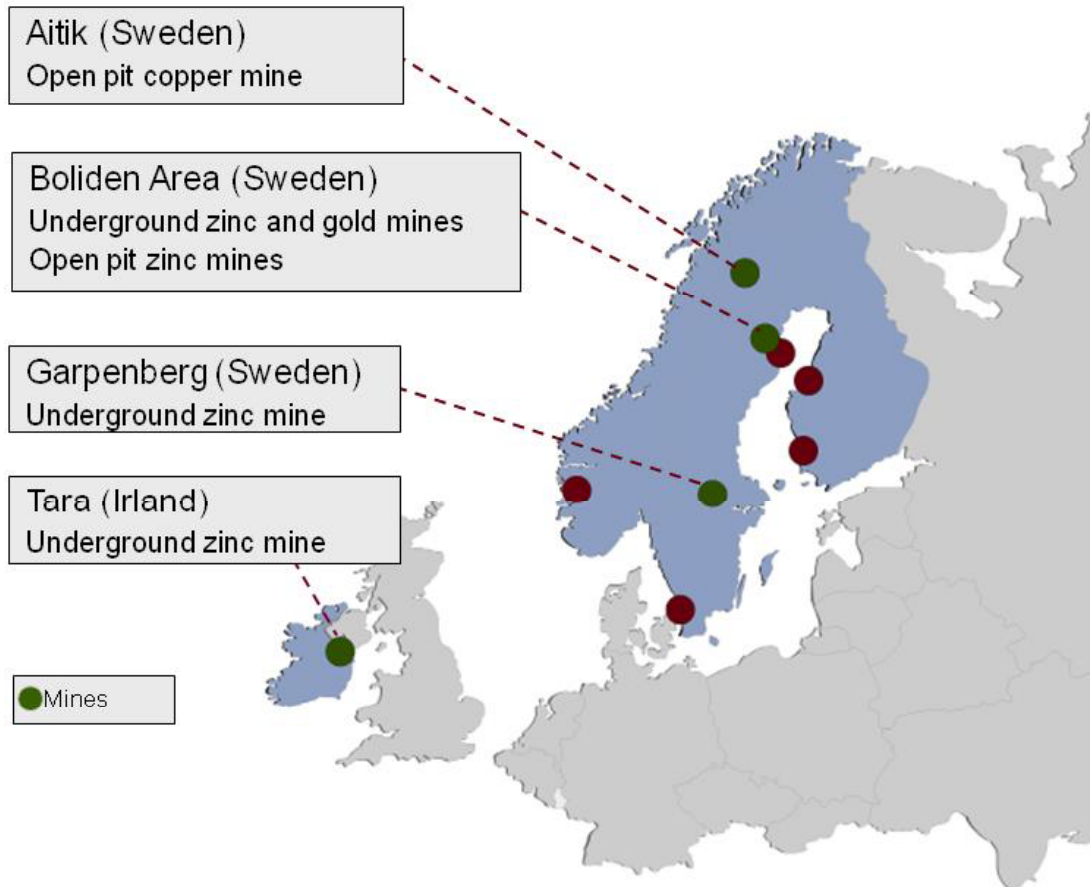 Aitik (Sweden)
Open pit copper mine
Boliden Area (Sweden)
Underground zinc and gold mines
Open pit zinc mines
Garpenberg (Sweden)
Underground zinc mine
Tara (Irland)
Underground zinc mine
Mines